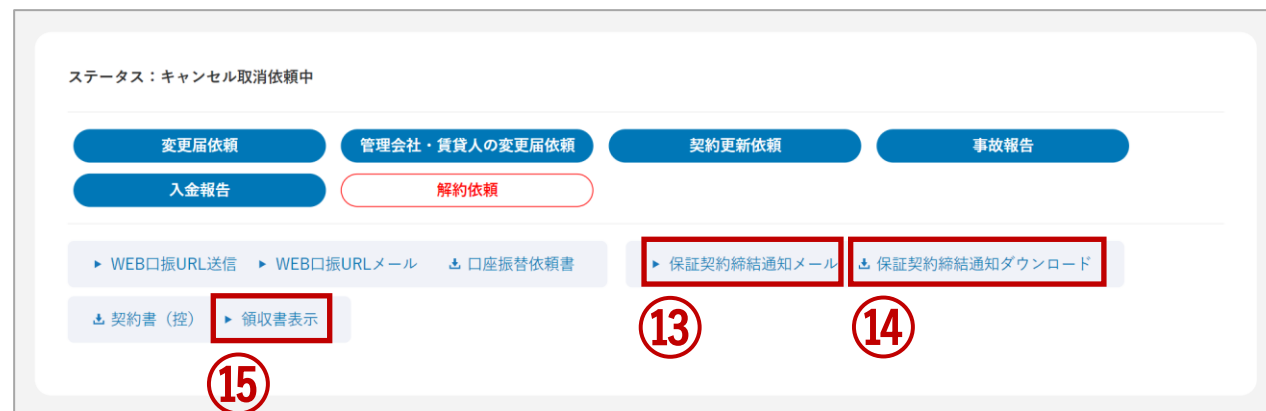 ステータス：キャンセル取消依頼中
変更届依頼 管理会社・賃貸人の変更届依頼 契約更新依頼 事故報告
入金報告 解約依頼
WEB口振URL送信 WEB口振URLメール 口座振替依頼書 保証契約締結通知メール 保証契約締結通知ダウンロード
契約書（控） 領収書表示
⑬ ⑭
⑮